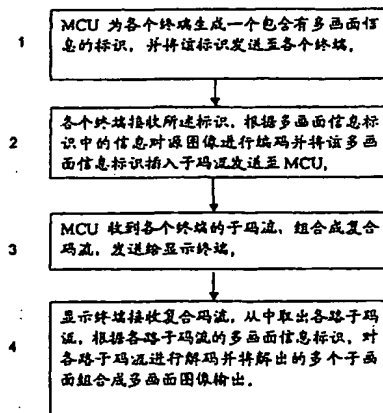 1
MCU 为各个终端生成一个包含有多画面信
息的标识，并将该标识发送至各个终端，
2
各个终端接收所述标识，根据多画面信息标
识中的信息对源图像进行编码并将该多画
面信息标识插入子码流发送至MCU，
3
MCU 收到各个终端的子码流，组合成复合
码流，发送给显示终端，
4
显示终端接收复合码流，从中取出各路子码
流，根据各路子码流的多画面信息标识，对
各路子码流进行解码并将解出的多个子画
面组合成多画面图像输出．